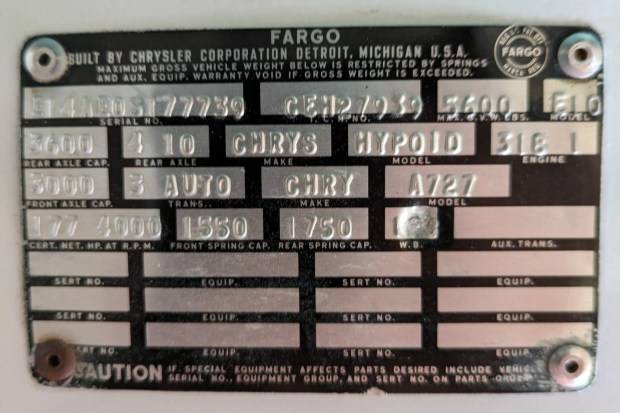 FARGO
BUILT BY CHRYSLER CORPORATION DETROIT, MICHIGAN U.S.A.
MAXIMUM GROSS VEHICLE WEIGHT BELOW IS RESTRICTED BY SPRINGS
AND AUX. EQUIP. WARRANTY VOID IF GROSS WEIGHT IS EXCEEDED.
FARGO
CEH27939 5600 E10
SERIAL NO. MAX. G.V.W. LBS. MODEL
3600 4 10 CHRYS HYPOID 318 1
REAR AXLE CAP. REAR AXLE MAKE MODEL ENGINE
3000 3 AUTO CHRY A727
FRONT AXLE CAP. TRANS. MAKE MODEL
177 4000 1550 1750
CERT. NET. HP. AT R.P.M. FRONT SPRING CAP. REAR SPRING CAP. W.B. AUX. TRANS.
SERT NO. EQUIP. SERT NO. EQUIP.
SERT NO. EQUIP. SERT NO. EQUIP.
SERT NO. EQUIP. SERT NO. EQUIP.
CAUTION IF SPECIAL EQUIPMENT AFFECTS PARTS DESIRED INCLUDE
SERIAL NO., EQUIPMENT GROUP, AND SERT NO. ON PARTS ORDER